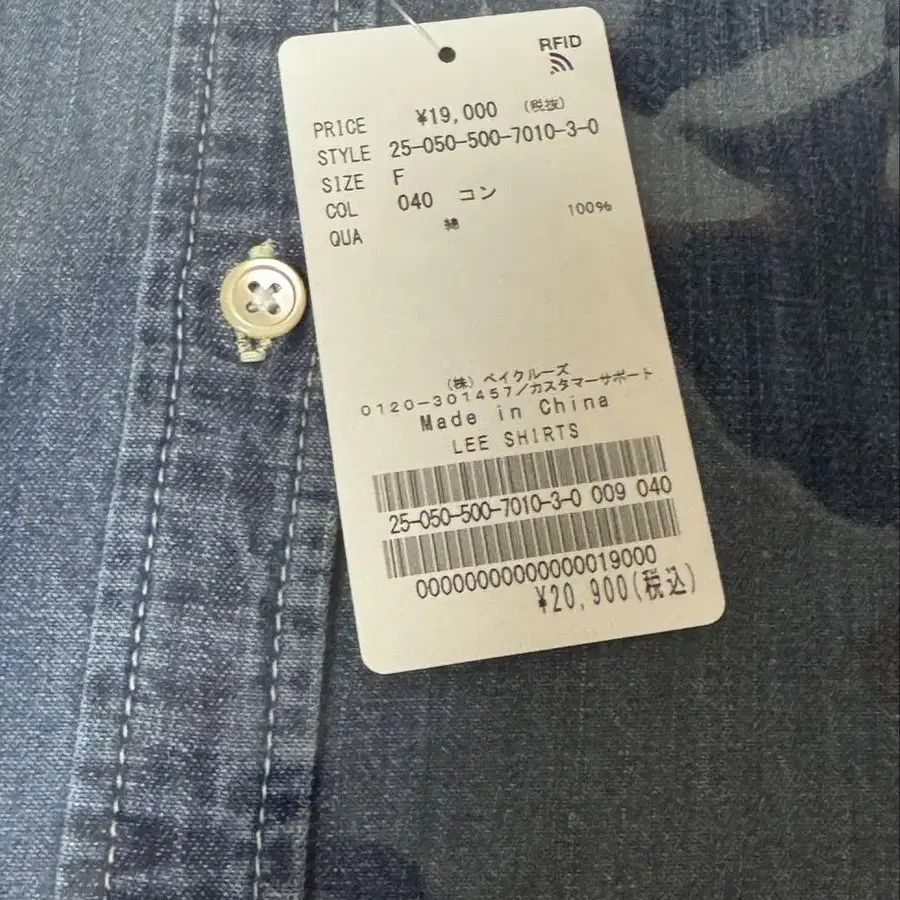 RFID
PRICE ¥19,000 (税抜)
STYLE 25-050-500-7010-3-0
SIZE F
COL 040 コン
QUA 綿 100%
(株) ベイクルーズ
0120-301457/カスタマーサポート
Made in China
LEE SHIRTS
25-050-500-7010-3-0 009 040
00000000000000019000
¥20,900(税込)